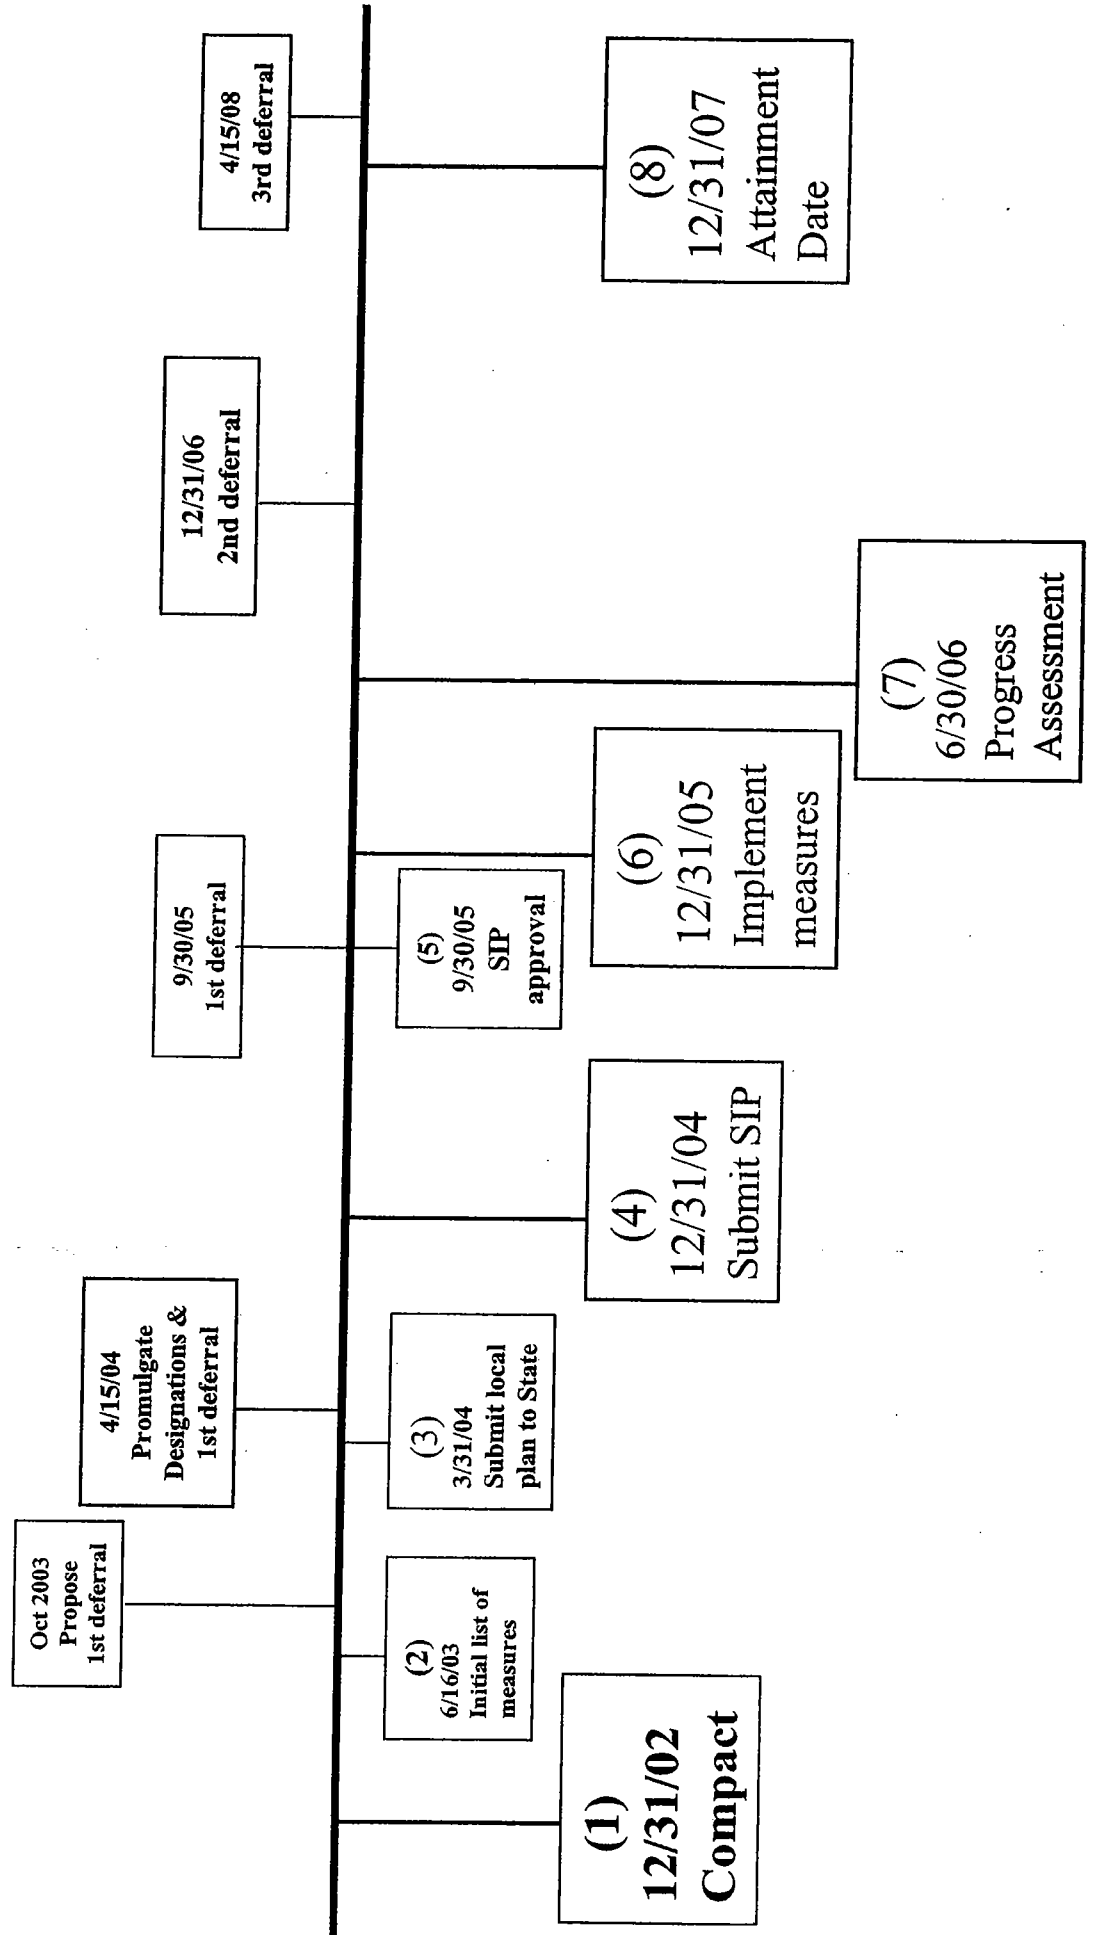 Oct 2003
Propose
1st deferral
4/15/04
Promulgate
Designations &
1st deferral
9/30/05
1st deferral
12/31/06
2nd deferral
4/15/08
3rd deferral
(1)
12/31/02
Compact
(2)
6/16/03
Initial list of
measures
(3)
3/31/04
Submit local
plan to State
(4)
12/31/04
Submit SIP
(5)
9/30/05
SIP
approval
(6)
12/31/05
Implement
measures
(7)
6/30/06
Progress
Assessment
(8)
12/31/07
Attainment
Date